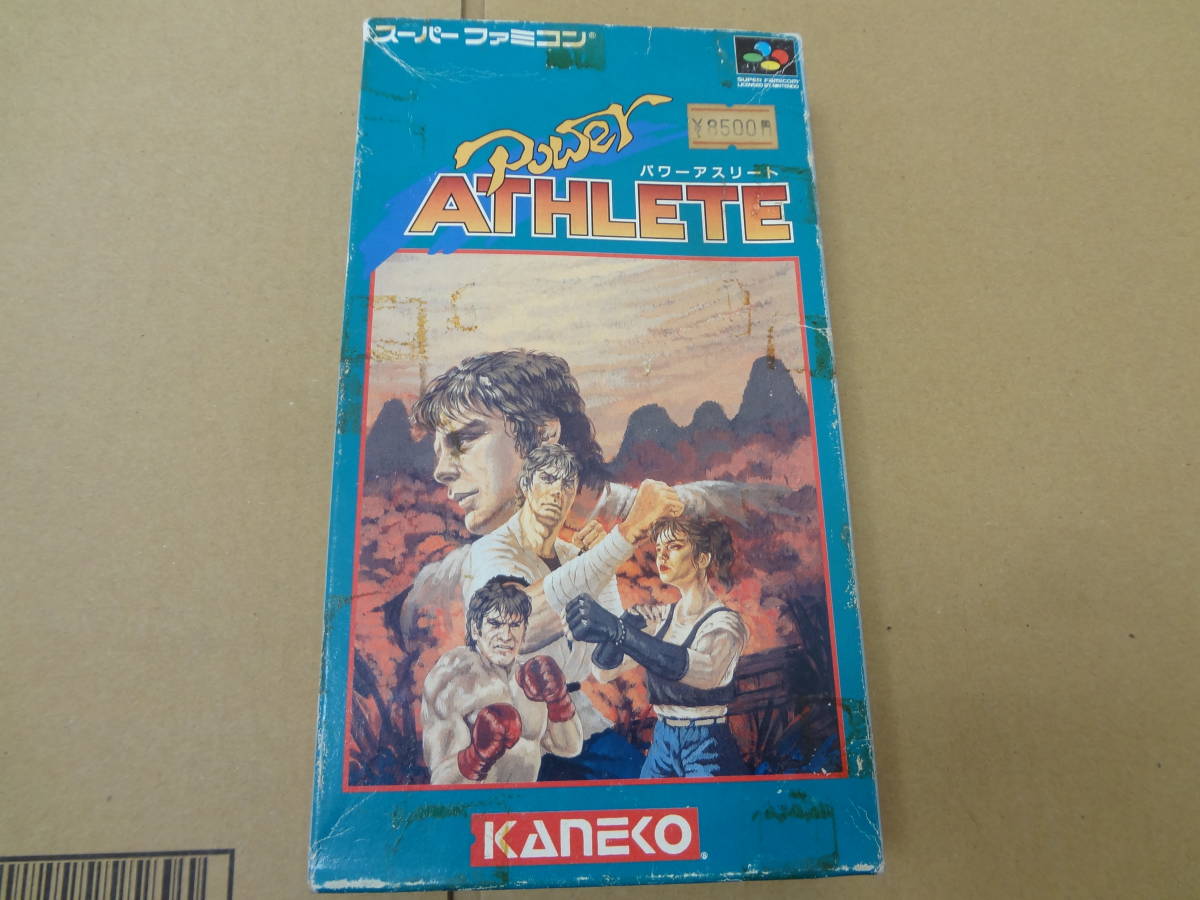 スーパーファミコン®
SUPER FAMICOM
LICENSED BY NINTENDO
¥8500円
Power
パワーアスリート
ATHLETE
KANEKO®